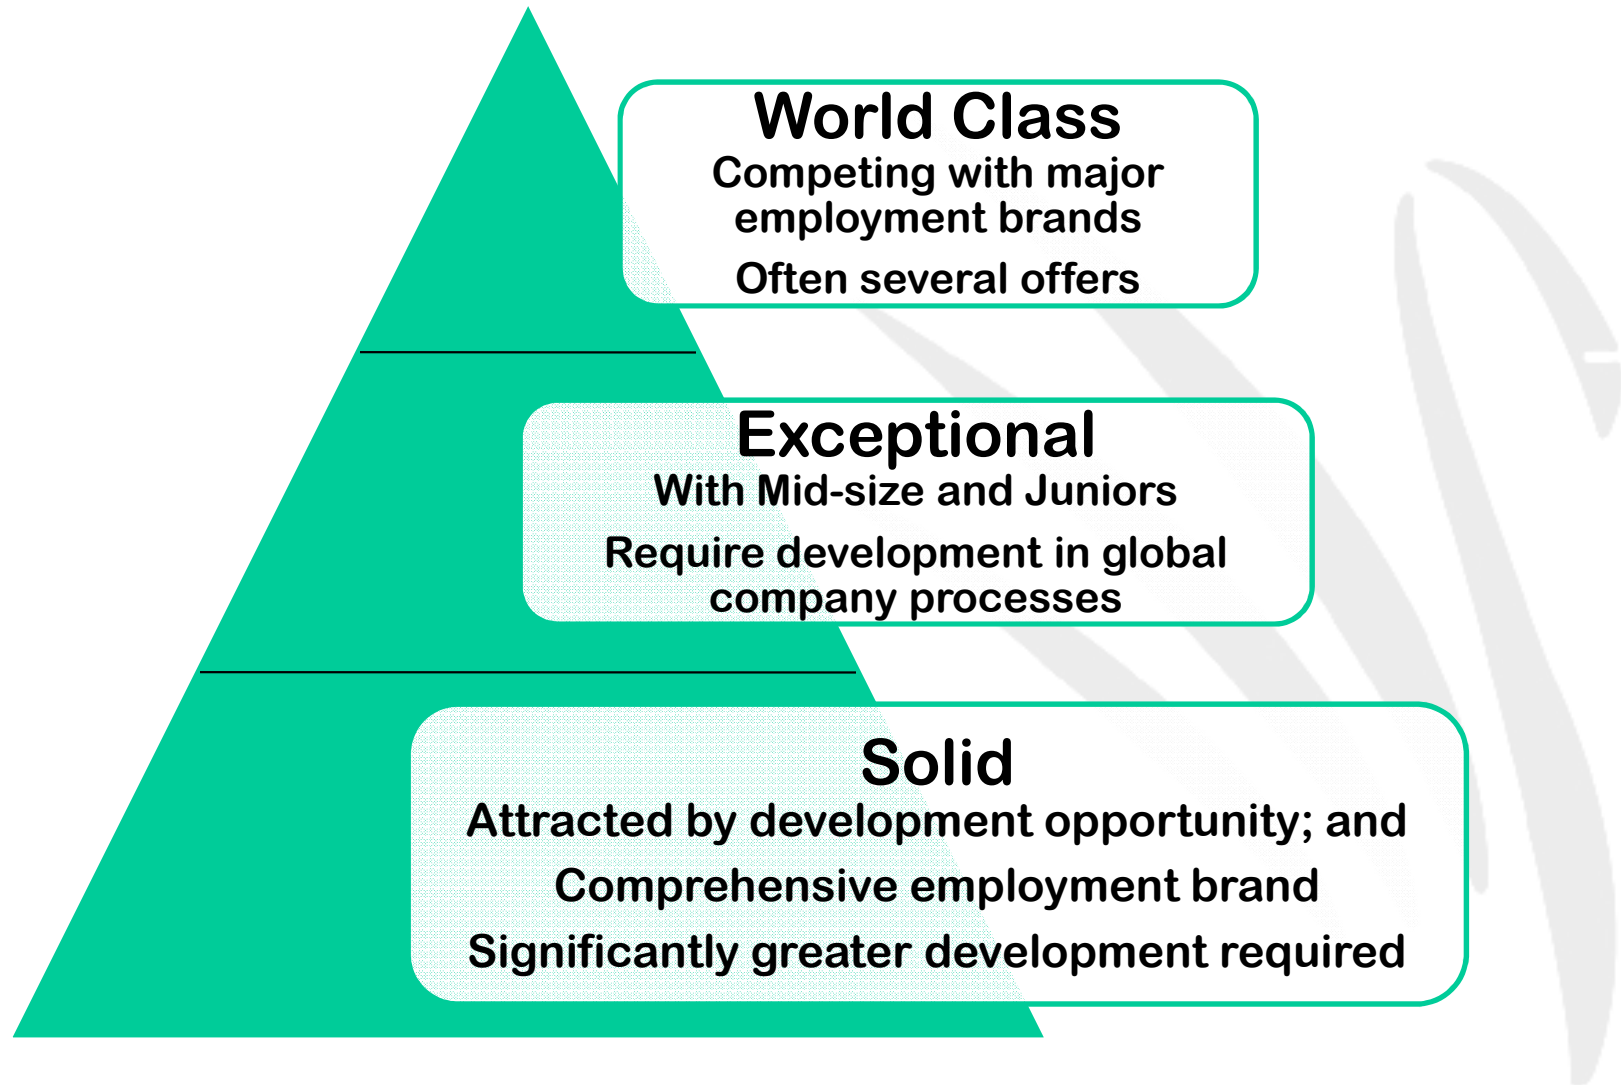 World Class
Competing with major
employment brands
Often several offers
Exceptional
With Mid-size and Juniors
Require development in global
company processes
Solid
Attracted by development opportunity; and
Comprehensive employment brand
Significantly greater development required